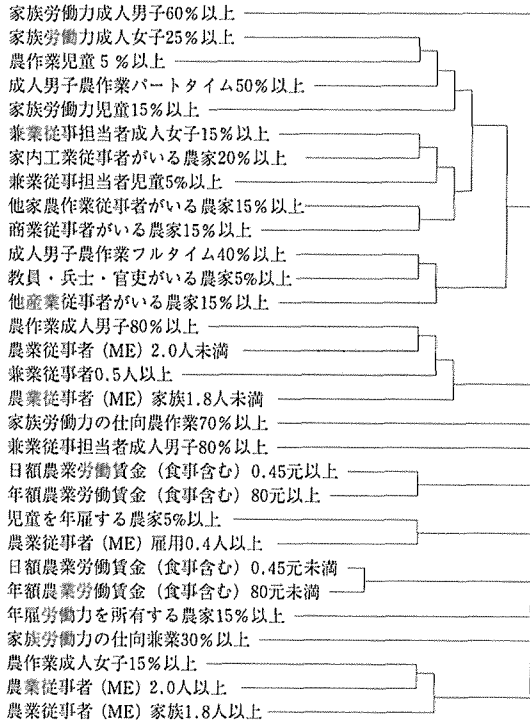 家族労働力成人男子60%以上
家族労働力成人女子25%以上
農作業児童5%以上
成人男子農作業パートタイム50%以上
家族労働力児童15%以上
兼業従事担当者成人女子15%以上
家内工業従事者がいる農家20%以上
兼業従事担当者児童5%以上
他家農作業従事者がいる農家15%以上
商業従事者がいる農家15%以上
成人男子農作業フルタイム40%以上
教員・兵士・官吏がいる農家5%以上
他産業従事者がいる農家15%以上
農作業成人男子80%以上
農業従事者(ME)2.0人未満
兼業従事者0.5人以上
農業従事者(ME)家族1.8人未満
家族労働力の仕向農作業70%以上
兼業従事担当者成人男子80%以上
日額農業労働賃金(食事含む)0.45元以上
年額農業労働賃金(食事含む)80元以上
児童を年雇する農家5%以上
農業従事者(ME)雇用0.4人以上
日額農業労働賃金(食事含む)0.45元未満
年額農業労働賃金(食事含む)80元未満
年雇労働力を所有する農家15%以上
家族労働力の仕向兼業30%以上
農作業成人女子15%以上
農業従事者(ME)2.0人以上
農業従事者(ME)家族1.8人以上